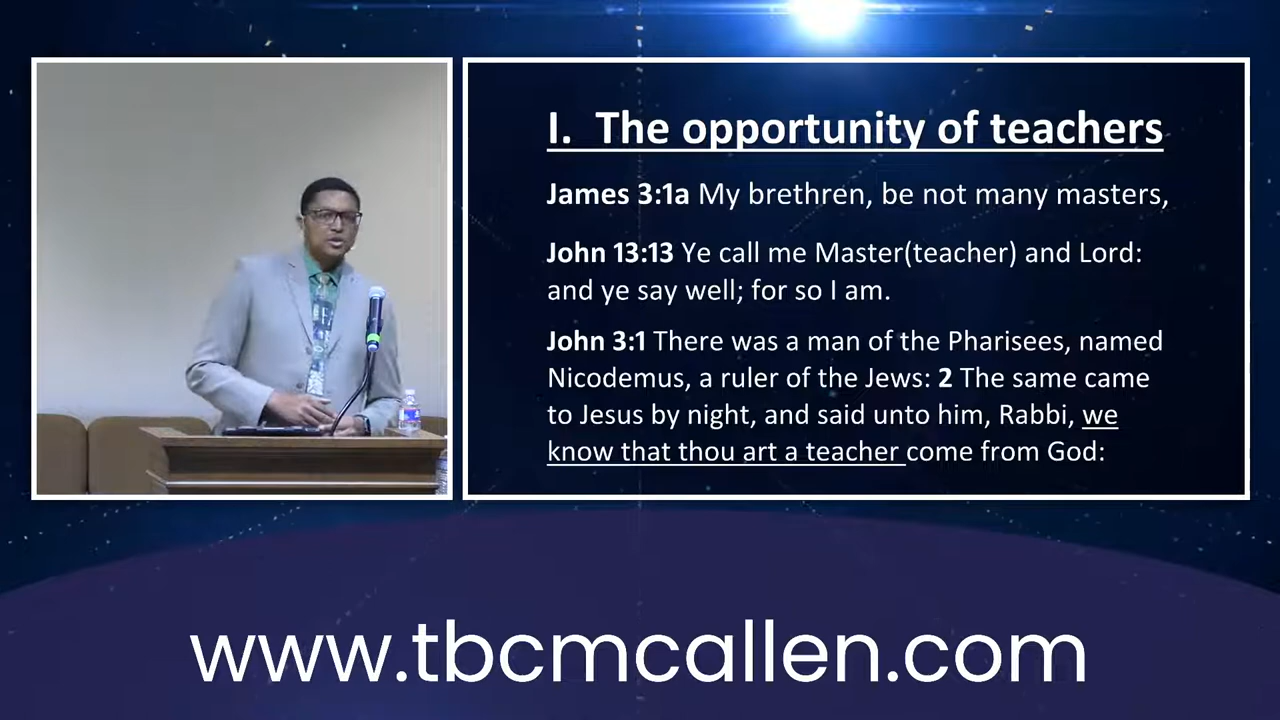 I. The opportunity of teachers
James 3:1a My brethren, be not many masters,
John 13:13 Ye call me Master(teacher) and Lord:
and ye say well; for so I am.
John 3:1 There was a man of the Pharisees, named
Nicodemus, a ruler of the Jews: 2 The same came
to Jesus by night, and said unto him, Rabbi, we
know that thou art a teacher come from God:
www.tbcmcallen.com